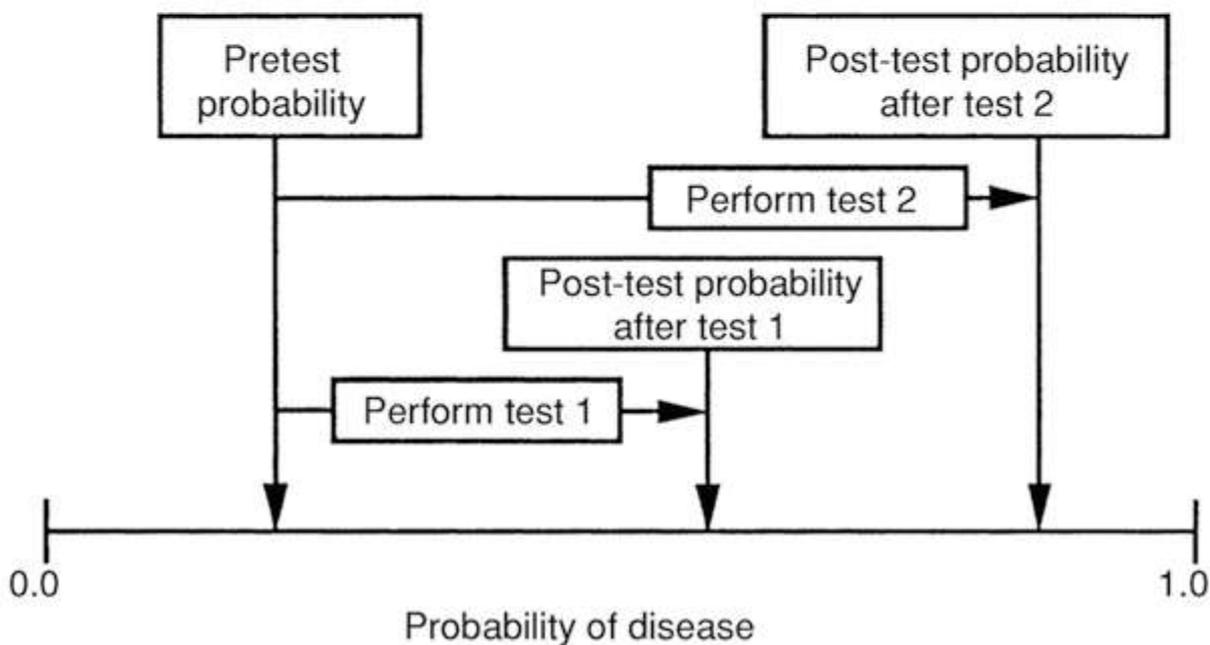 Pretest
probability
Post-test probability
after test 2
Perform test 2
Post-test probability
after test 1
Perform test 1
0.0
1.0
Probability of disease